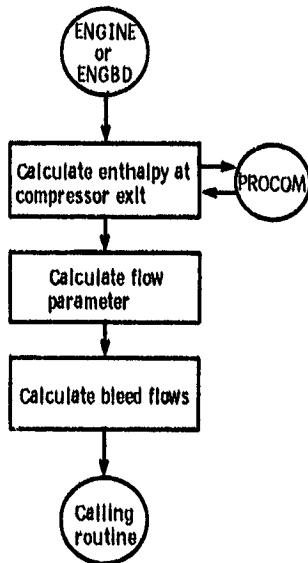 ENGINE
or
ENGBD
Calculate enthalpy at
compressor exit
PROCOM
Calculate flow
parameter
Calculate bleed flows
Calling
routine